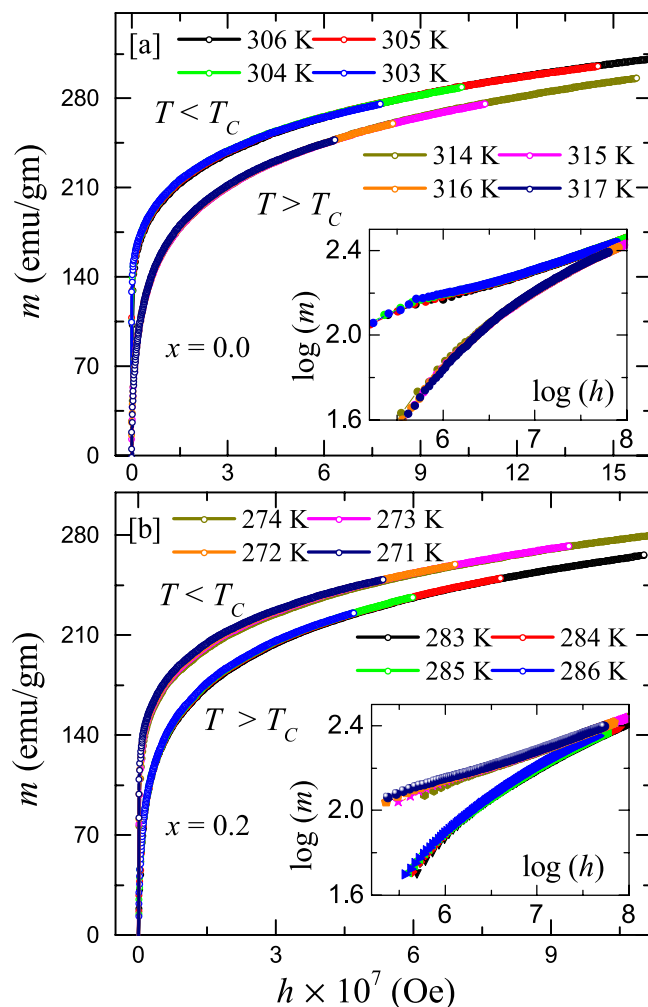 [a]
306 K 305 K
304 K 303 K
T < T_C
314 K 315 K
316 K 317 K
T > T_C
x = 0.0
m (emu/gm)
280
210
140
70
0
log (m)
2.4
2.0
1.6
log (h)
6 7 8
0 3 6 9 12 15
[b]
274 K 273 K
272 K 271 K
T < T_C
283 K 284 K
285 K 286 K
T > T_C
x = 0.2
m (emu/gm)
280
210
140
70
0
log (m)
2.4
2.0
1.6
log (h)
6 7 8
0 3 6 9
h × 10⁷ (Oe)